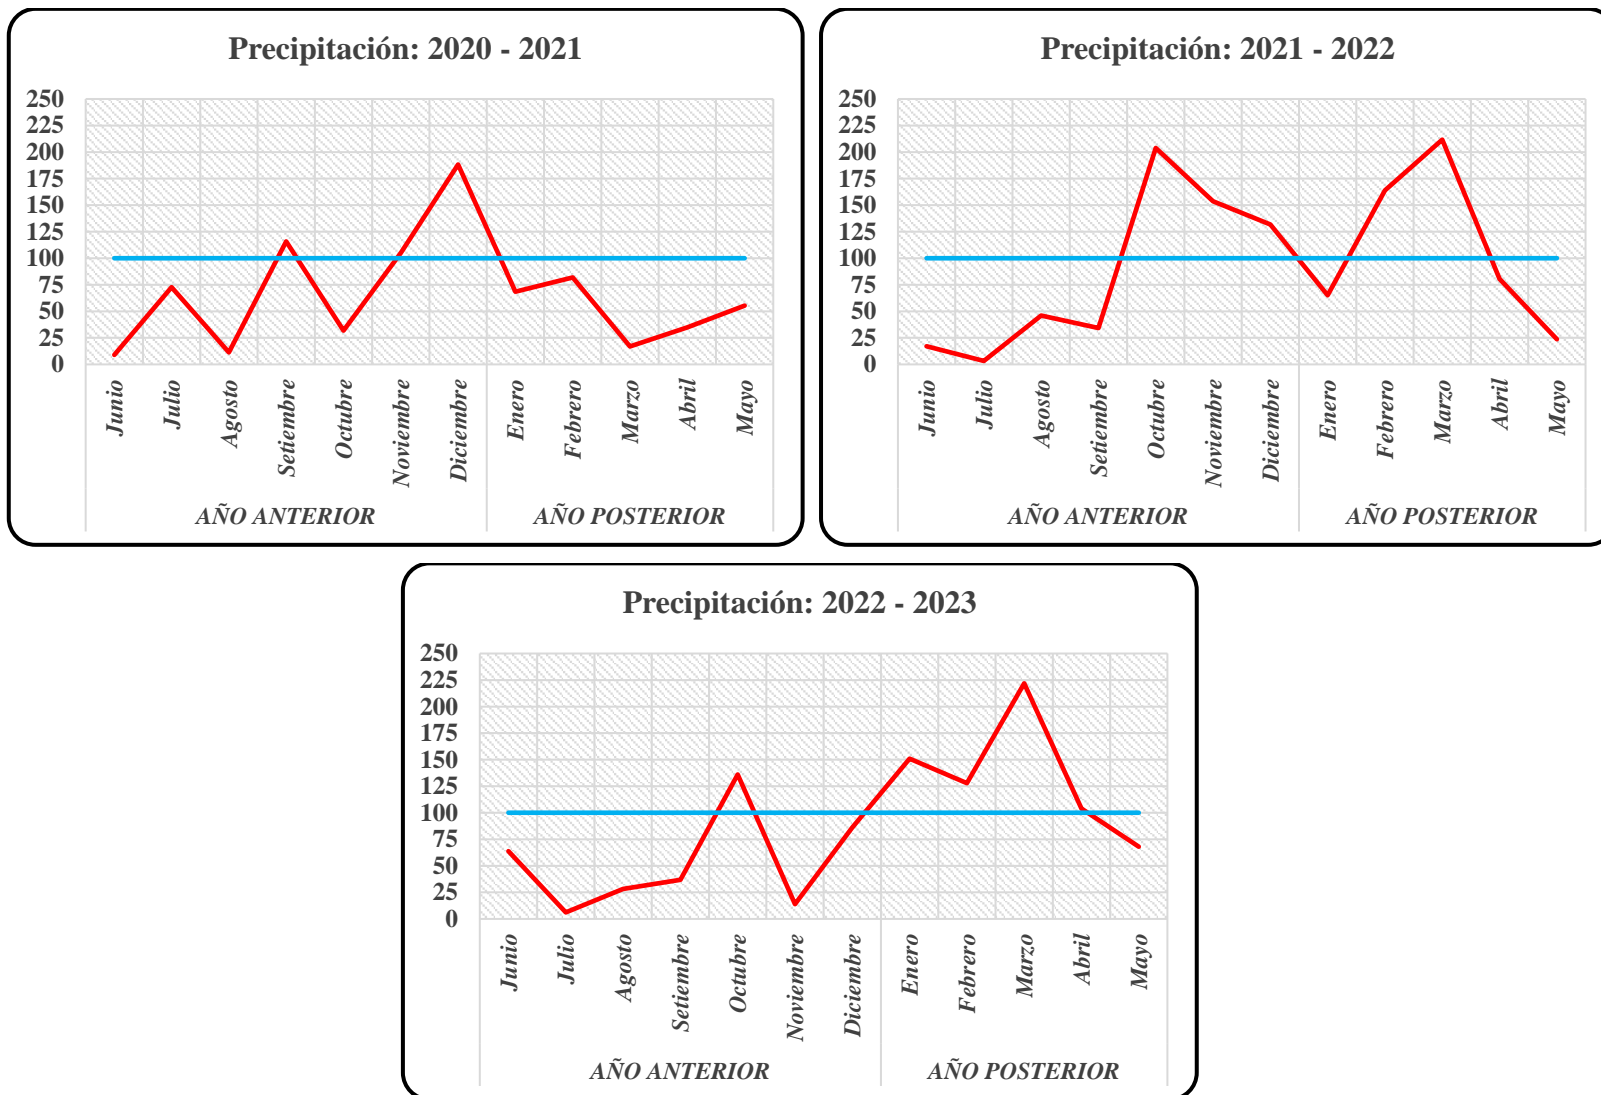 Precipitación: 2020 - 2021
250
225
200
175
150
125
100
75
50
25
0
Junio
Julio
Agosto
Setiembre
Octubre
Noviembre
Diciembre
Enero
Febrero
Marzo
Abril
Mayo
AÑO ANTERIOR
AÑO POSTERIOR
Precipitación: 2021 - 2022
250
225
200
175
150
125
100
75
50
25
0
Junio
Julio
Agosto
Setiembre
Octubre
Noviembre
Diciembre
Enero
Febrero
Marzo
Abril
Mayo
AÑO ANTERIOR
AÑO POSTERIOR
Precipitación: 2022 - 2023
250
225
200
175
150
125
100
75
50
25
0
Junio
Julio
Agosto
Setiembre
Octubre
Noviembre
Diciembre
Enero
Febrero
Marzo
Abril
Mayo
AÑO ANTERIOR
AÑO POSTERIOR